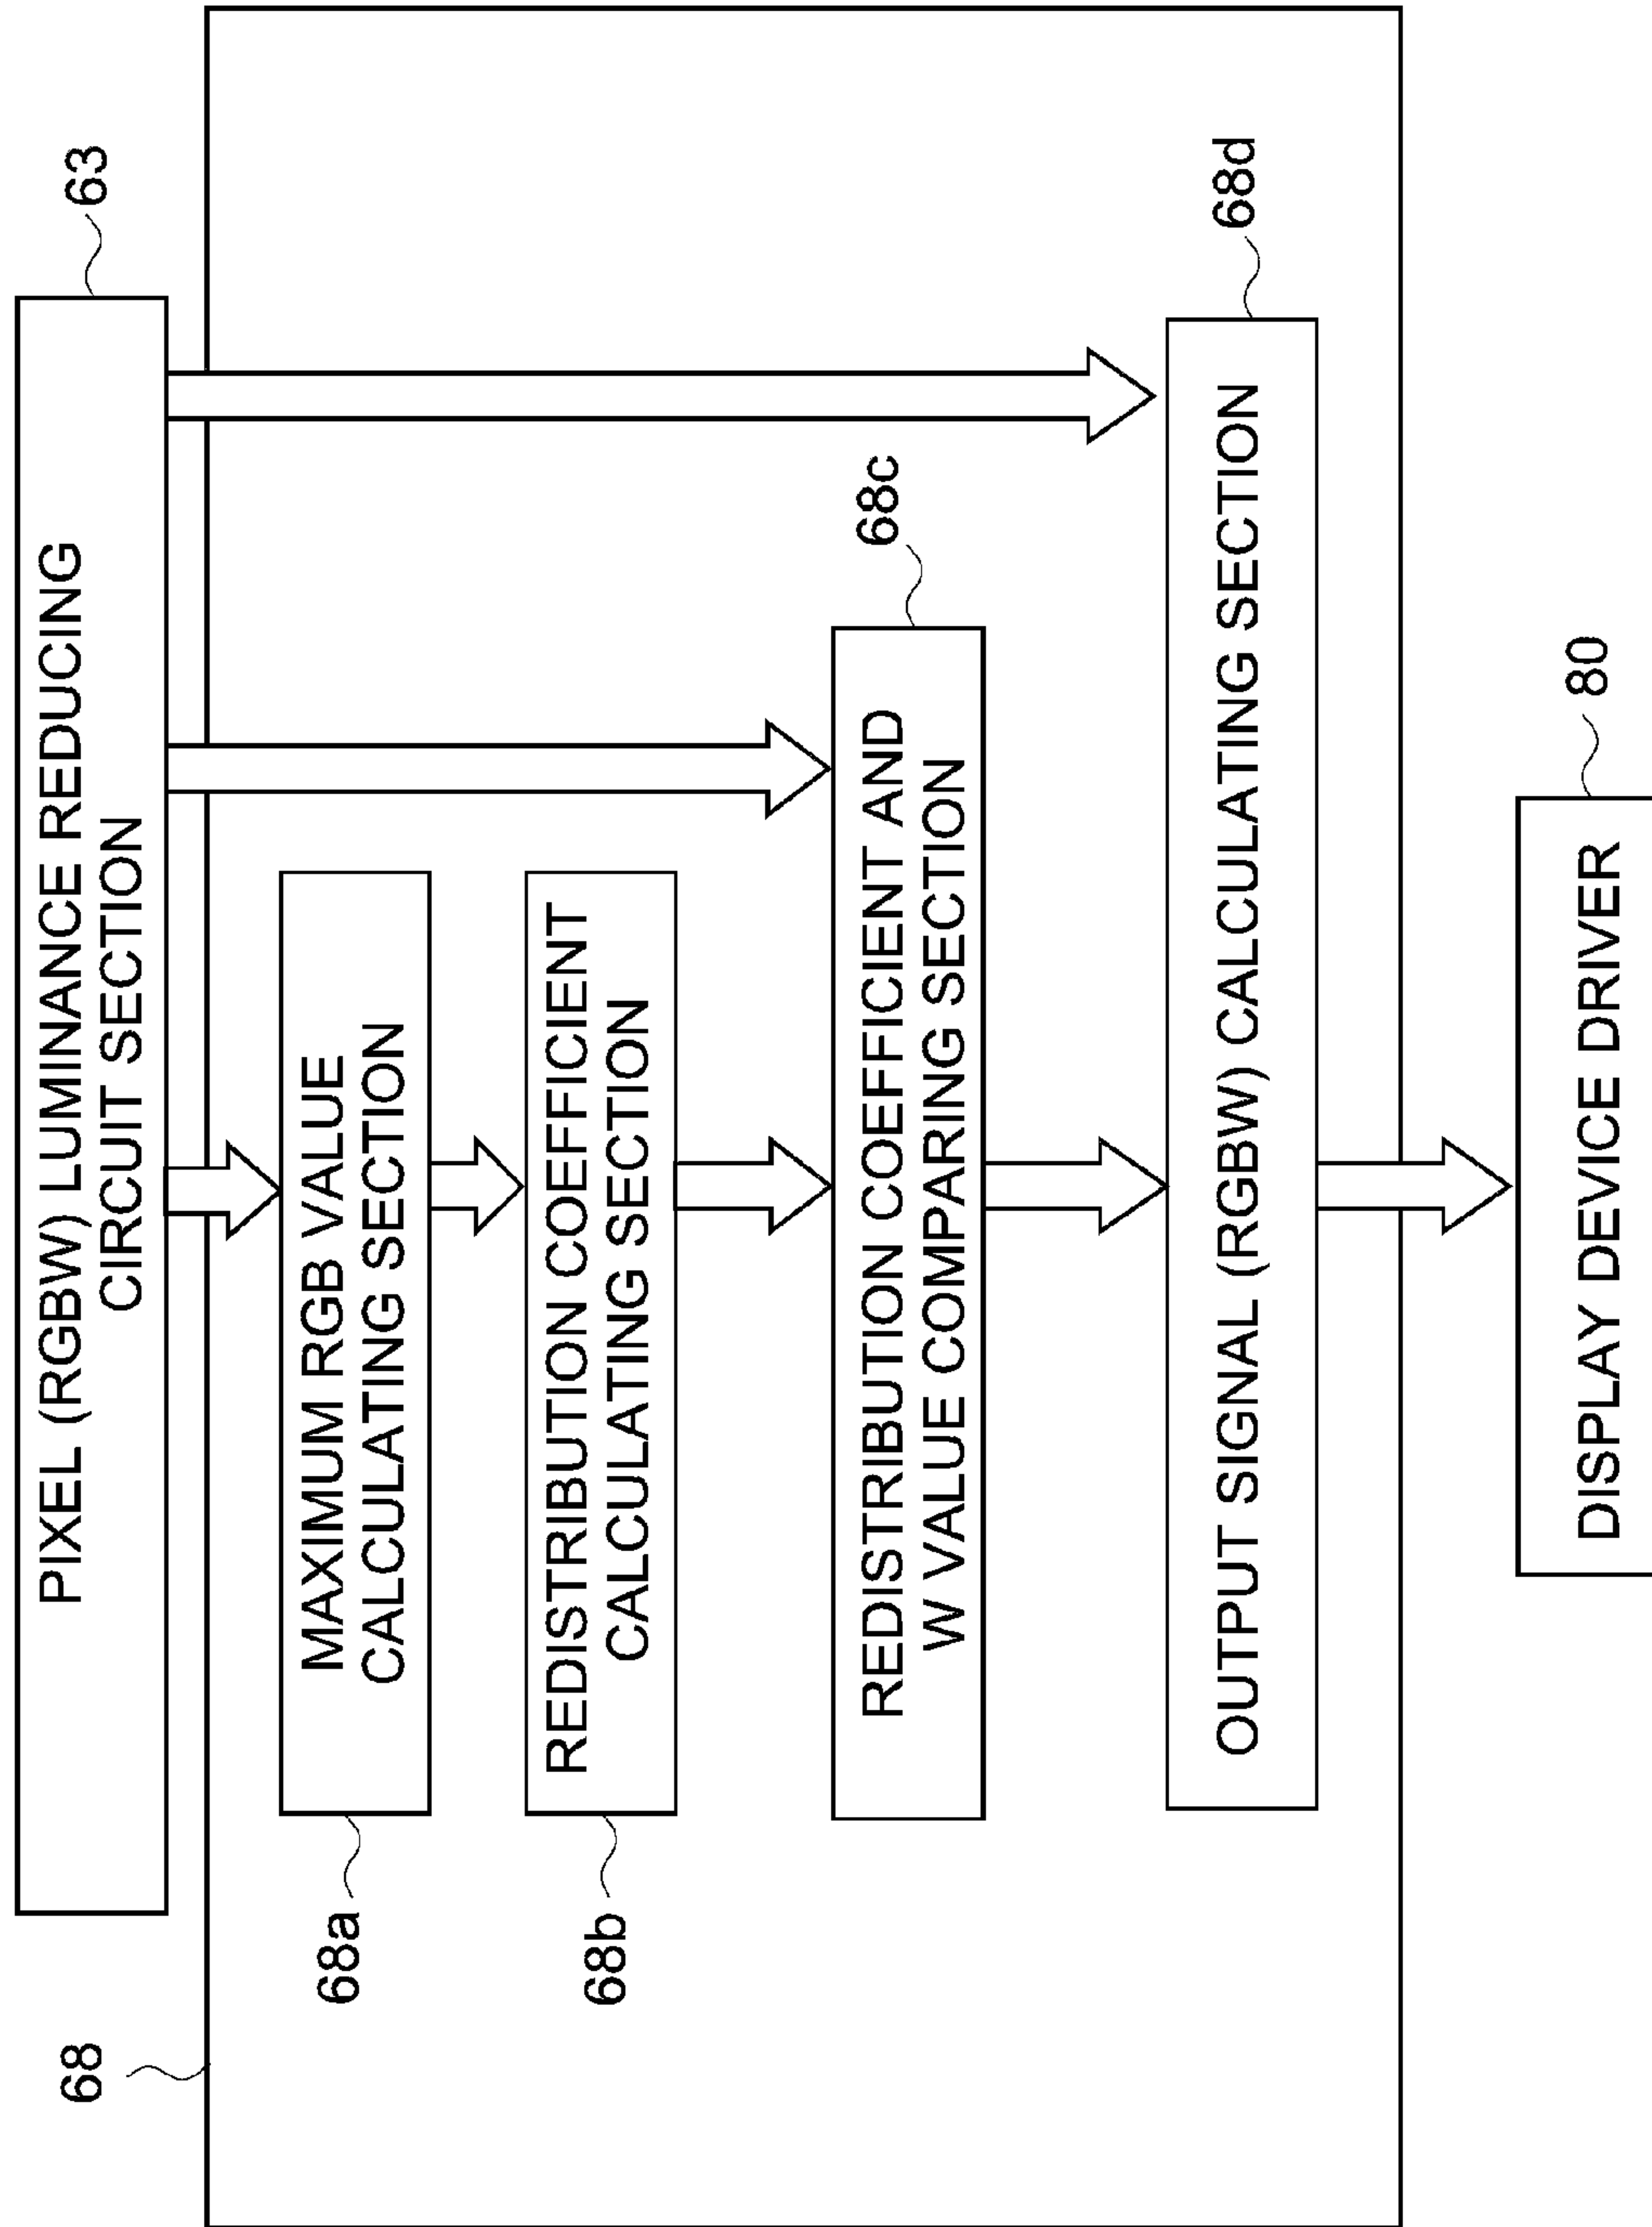 PIXEL (RGBW) LUMINANCE REDUCING
CIRCUIT SECTION
63
68
MAXIMUM RGB VALUE
CALCULATING SECTION
68a
REDISTRIBUTION COEFFICIENT
CALCULATING SECTION
68b
REDISTRIBUTION COEFFICIENT AND
W VALUE COMPARING SECTION
68c
OUTPUT SIGNAL (RGBW) CALCULATING SECTION
68d
DISPLAY DEVICE DRIVER
80